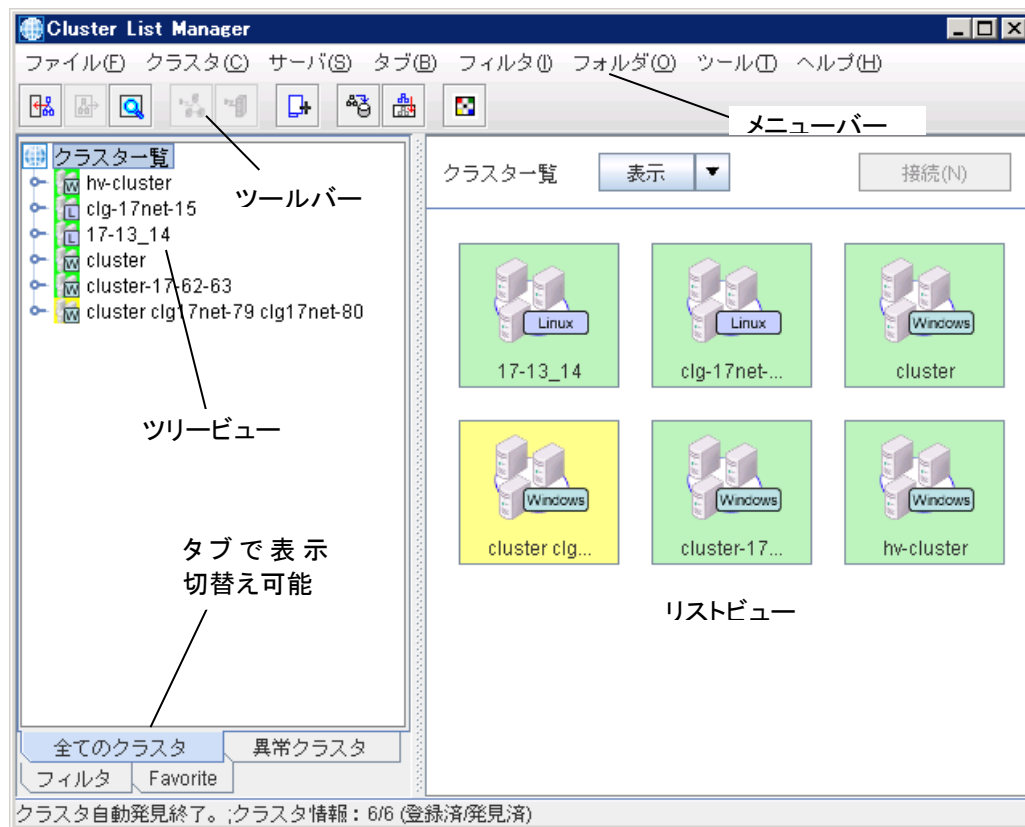 Cluster List Manager
ファイル(F) クラスタ(C) サーバ(S) タブ(B) フィルタ(I) フォルダ(O) ツール(T) ヘルプ(H)
メニューバー
ツールバー
クラスター覧
hv-cluster
clg-17net-15
17-13_14
cluster
cluster-17-62-63
cluster clg17net-79 clg17net-80
ツリービュー
タブで表示
切替え可能
全てのクラスタ 異常クラスタ
フィルタ Favorite
クラスター覧 表示 接続(N)
Linux Linux Windows
17-13_14 clg-17net-... cluster
Windows Windows Windows
cluster clg... cluster-17... hv-cluster
リストビュー
クラスタ自動発見終了。;クラスタ情報：6/6 (登録済/発見済)